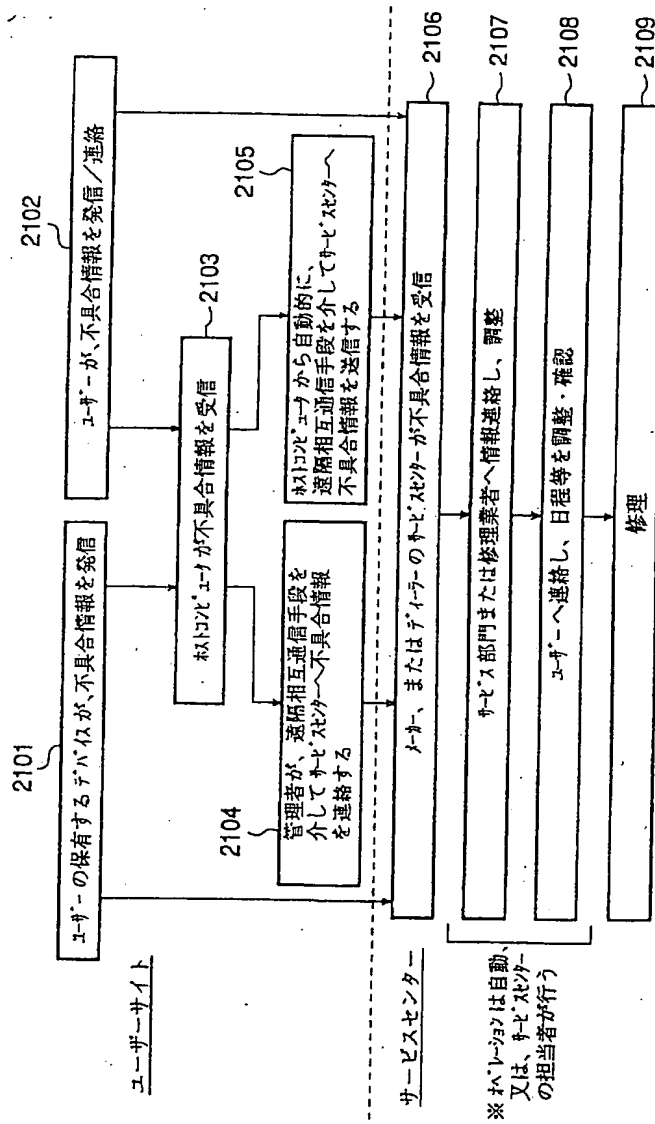 2101
ユーザーの保有するデバイスが、不具合情報を発信
2102
ユーザーが、不具合情報を発信/連絡
2103
ホストコンピュータが不具合情報を受信
2104
管理者が、遠隔相互通信手段を
介してサービスセンターへ不具合情報
を連絡する
2105
ホストコンピュータから自動的に、
遠隔相互通信手段を介してサービスセンターへ
不具合情報を送信する
ユーザーサイト
サービスセンター
メーカー、またはディーラーのサービスセンターが不具合情報を受信
2106
サービス部門または修理業者へ情報連絡し、調整
2107
ユーザーへ連絡し、日程等を調整・確認
2108
※オペレーションは自動、
又は、サービスセンター
の担当者が行う
修理
2109